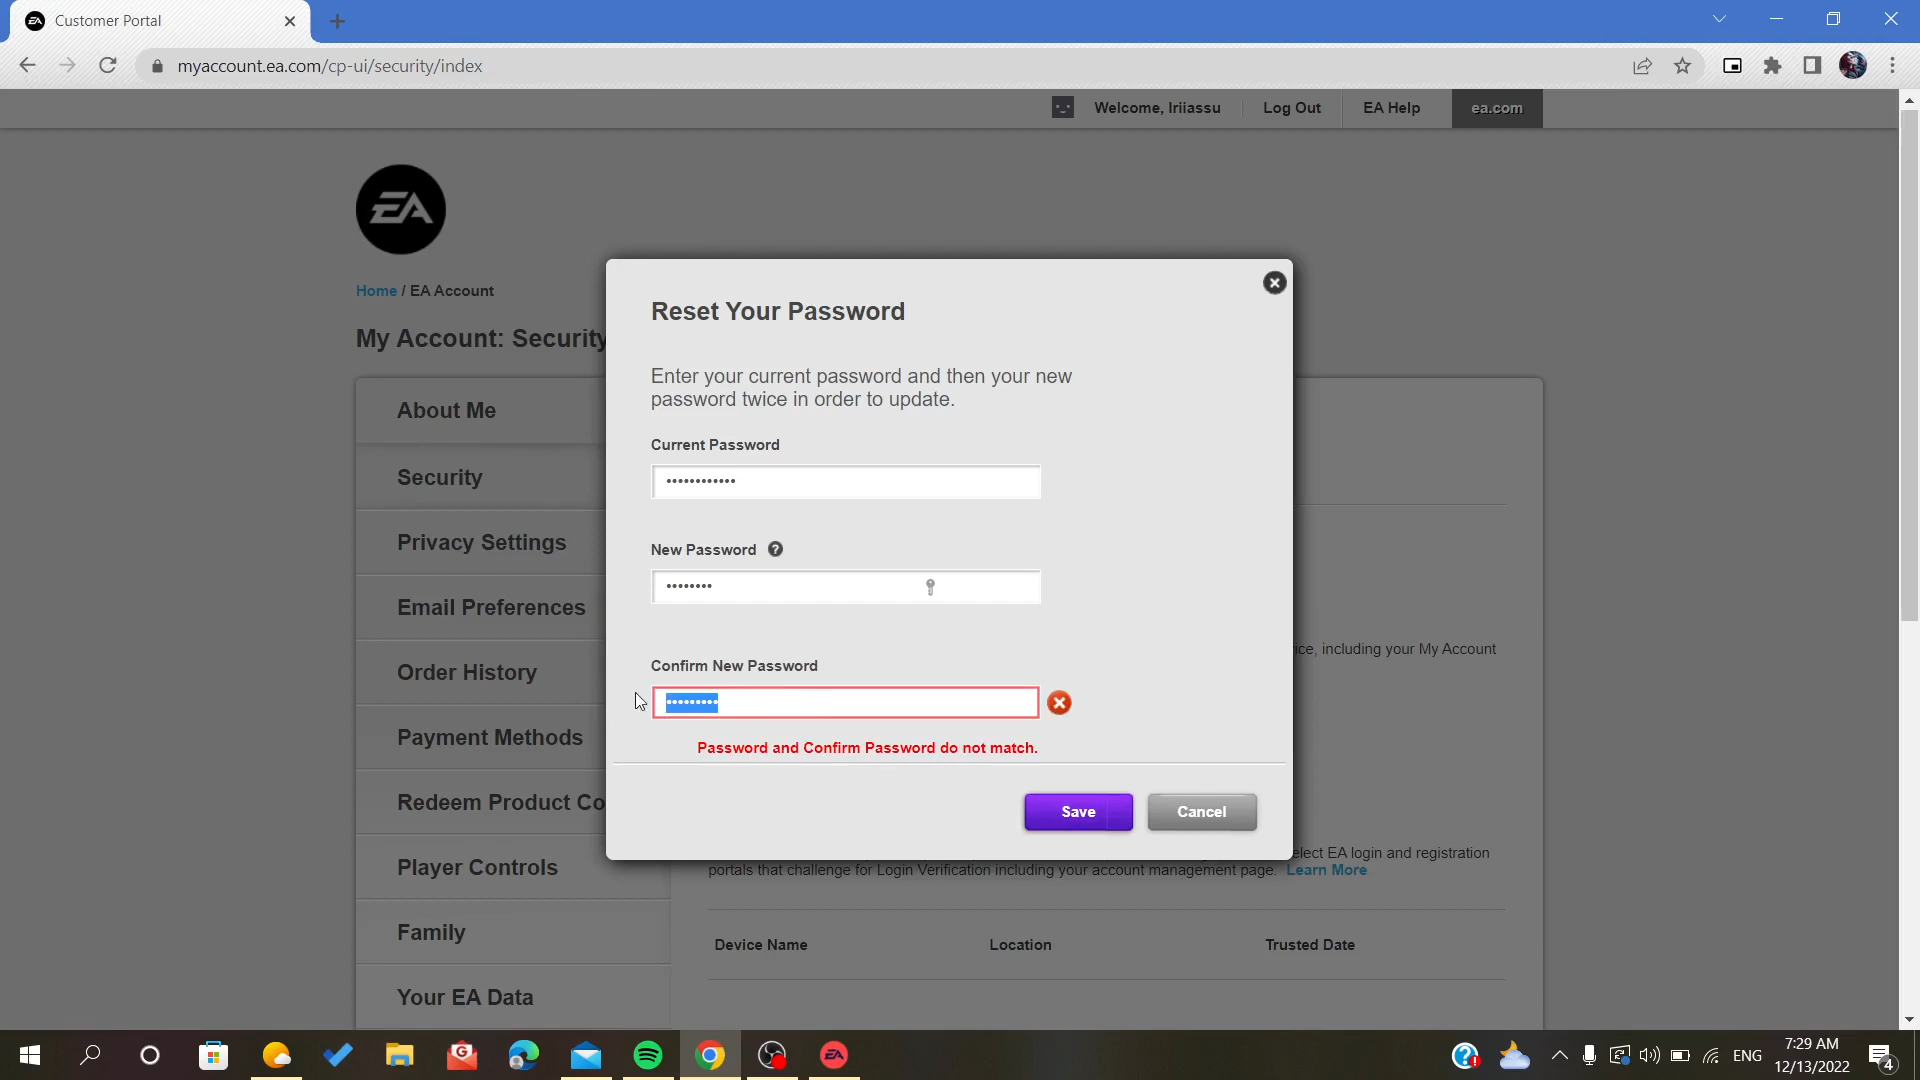 Customer Portal
myaccount.ea.com/cp-ui/security/index
Welcome, Iriiassu
Log Out
EA Help
ea.com
EA
Home / EA Account
My Account: Security
Reset Your Password
Enter your current password and then your new
password twice in order to update.
Current Password
••••••••••••
New Password ?
••••••••
Confirm New Password
•••••••••
Password and Confirm Password do not match.
Save
Cancel
About Me
Security
Privacy Settings
Email Preferences
Order History
Payment Methods
Redeem Product Co
Player Controls
Family
Your EA Data
including your My Account
EA login and registration
portals that challenge for Login Verification including your account management page. Learn More
Device Name
Location
Trusted Date
ENG
7:29 AM
12/13/2022
4